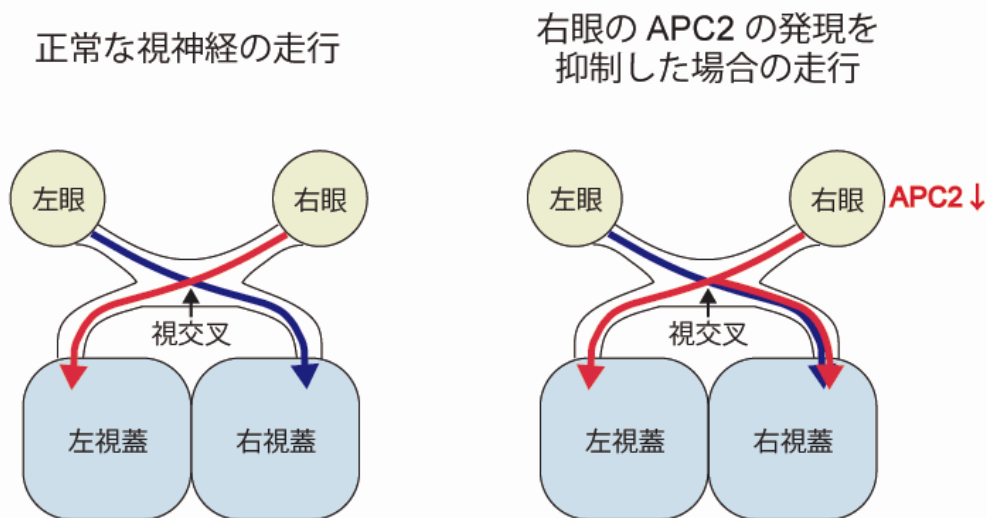 正常な視神経の走行
左眼
右眼
視交叉
左視蓋
右視蓋
右眼の APC2 の発現を
抑制した場合の走行
左眼
右眼
APC2↓
視交叉
左視蓋
右視蓋